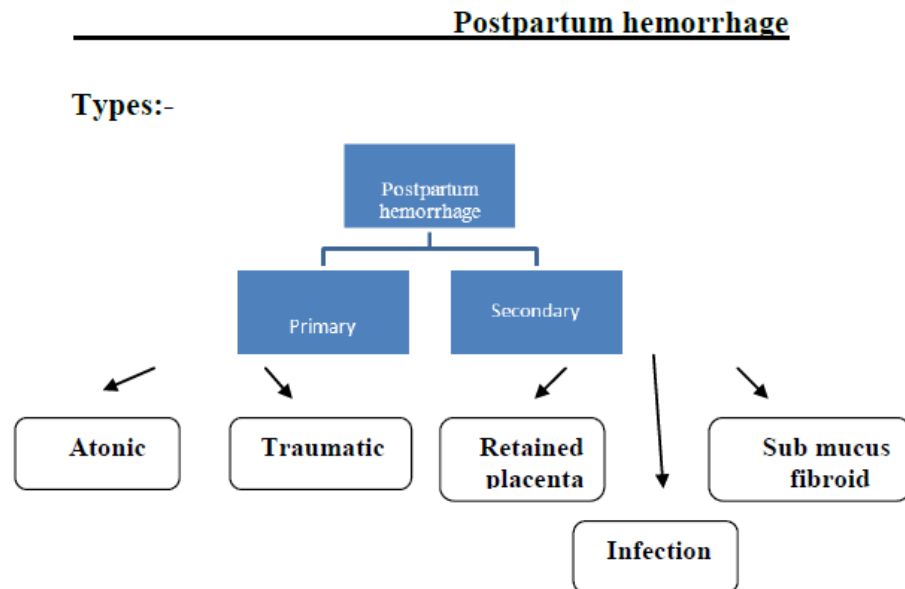 Postpartum hemorrhage
Types:-
Postpartum
hemorrhage
Primary
Secondary
Atonic
Traumatic
Retained
placenta
Sub mucus
fibroid
Infection